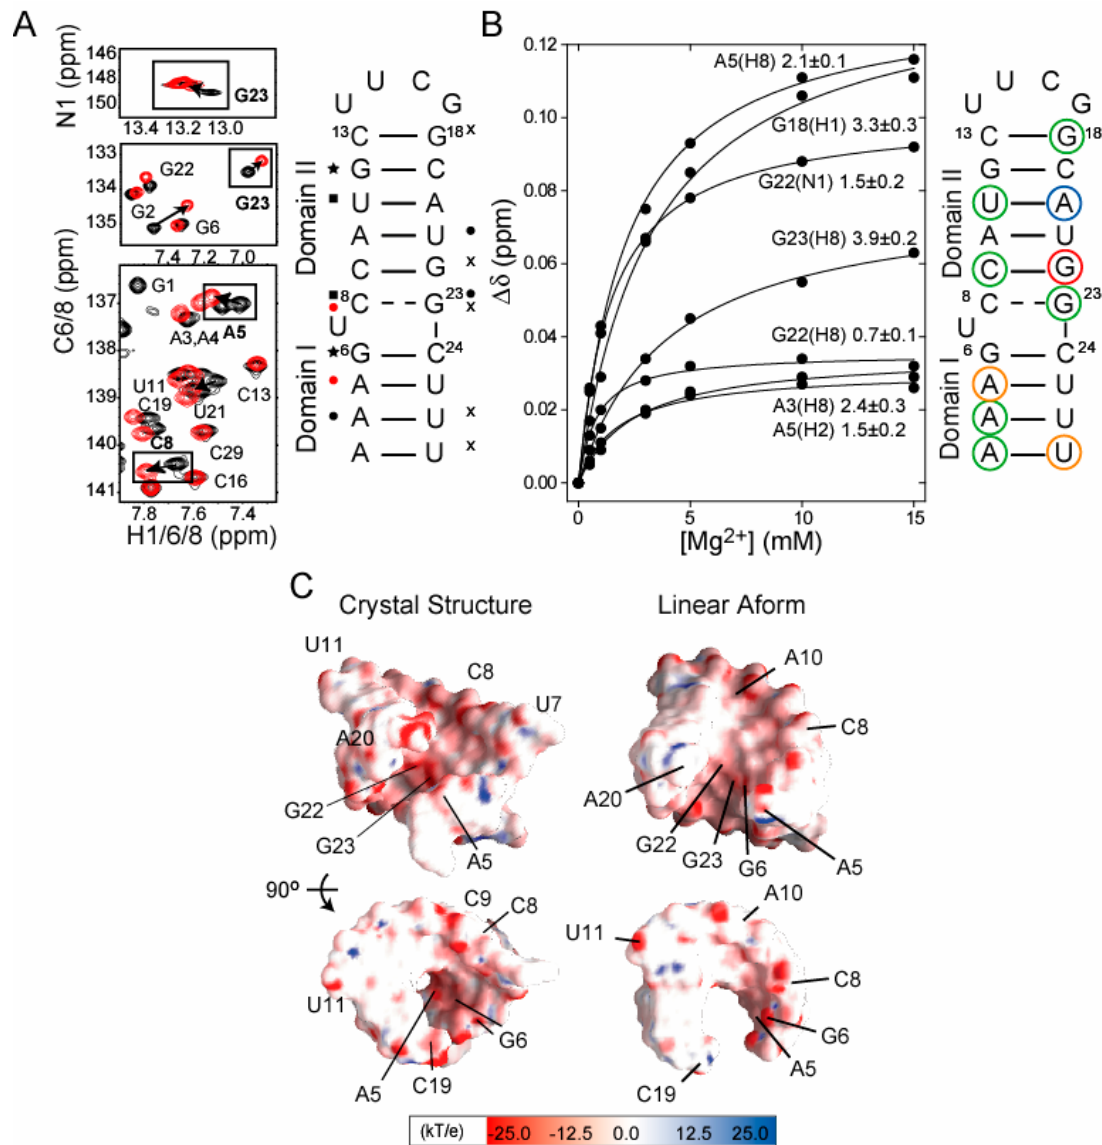 A
N1 (ppm)
146
148
150
G23
13.4 13.2 13.0
C6/8 (ppm)
133
134
135
G22
G2
G6
G23
7.4 7.2 7.0
137
138
139
140
141
G1
A3,A4
A5
U11
C13
C19
U21
C8
C29
C16
7.8 7.6 7.4
H1/6/8 (ppm)
U C
U G
13 C G 18 x
G C
U A
A U
C G x
8 C G 23 x
U
6 G C 24
A U
A U x
A U x
Domain II
Domain I
B
Δδ (ppm)
0.12
0.10
0.08
0.06
0.04
0.02
0.00
A5(H8) 2.1±0.1
G18(H1) 3.3±0.3
G22(N1) 1.5±0.2
G23(H8) 3.9±0.2
G22(H8) 0.7±0.1
A3(H8) 2.4±0.3
A5(H2) 1.5±0.2
0 5 10 15
[Mg2+] (mM)
U C
U G
13 C G 18
G C
U A
A U
C G
8 C G 23
U
6 G C 24
A U
A U
A U
Domain II
Domain I
C
Crystal Structure
U11
C8
U7
A20
G22
G23
A5
Linear Aform
A10
C8
A20
G22 G23 G6
A5
90º
C9
C8
U11
G6
A5
C19
A10
U11
C8
G6
A5
C19
(kT/e) -25.0 -12.5 0.0 12.5 25.0